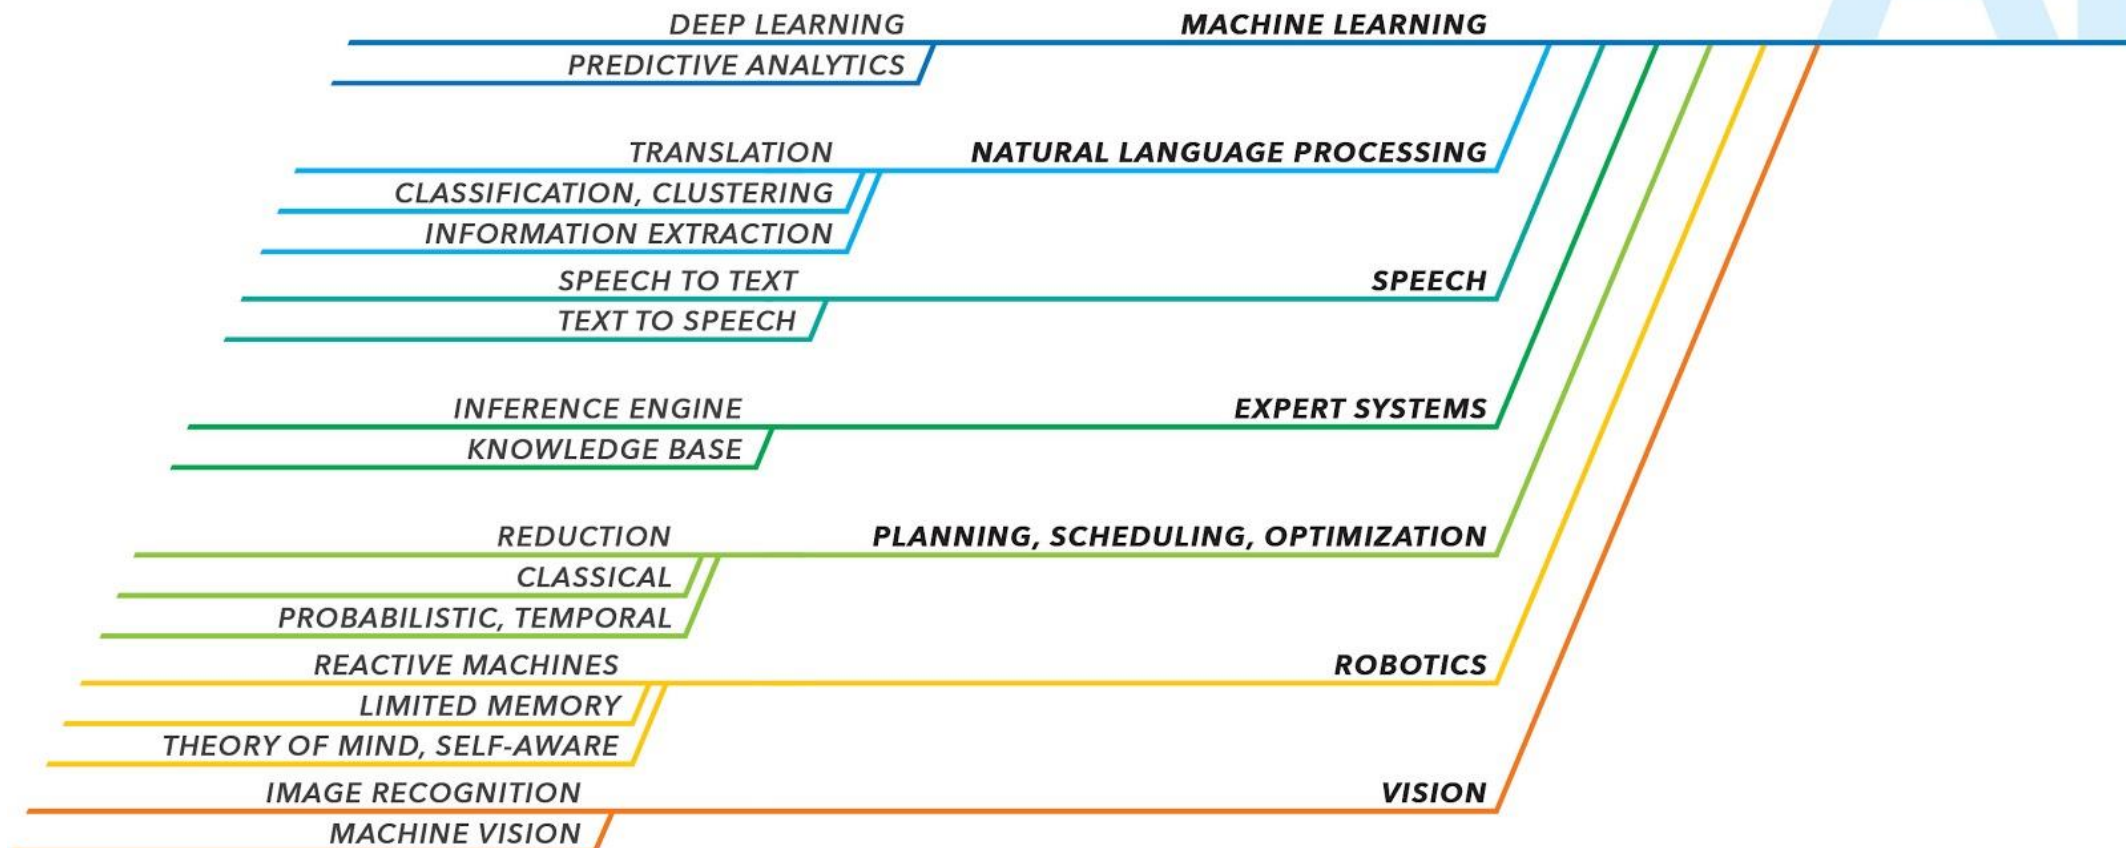 DEEP LEARNING MACHINE LEARNING
PREDICTIVE ANALYTICS
TRANSLATION NATURAL LANGUAGE PROCESSING
CLASSIFICATION, CLUSTERING
INFORMATION EXTRACTION
SPEECH TO TEXT SPEECH
TEXT TO SPEECH
INFERENCE ENGINE EXPERT SYSTEMS
KNOWLEDGE BASE
REDUCTION PLANNING, SCHEDULING, OPTIMIZATION
CLASSICAL
PROBABILISTIC, TEMPORAL
REACTIVE MACHINES ROBOTICS
LIMITED MEMORY
THEORY OF MIND, SELF-AWARE
IMAGE RECOGNITION VISION
MACHINE VISION